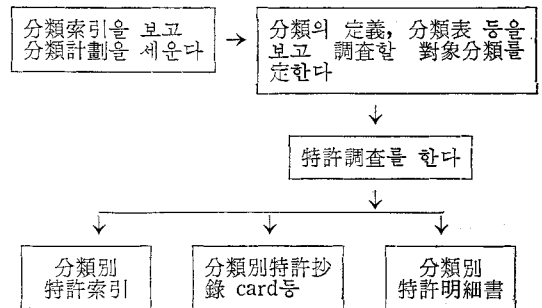 分類索引을 보고
分類計劃을 세운다
分類의 定義, 分類表 등을
보고 調査할 對象分類를
定한다
特許調査를 한다
分類別
特許索引
分類別特許抄
錄 card등
分類別
特許明細書